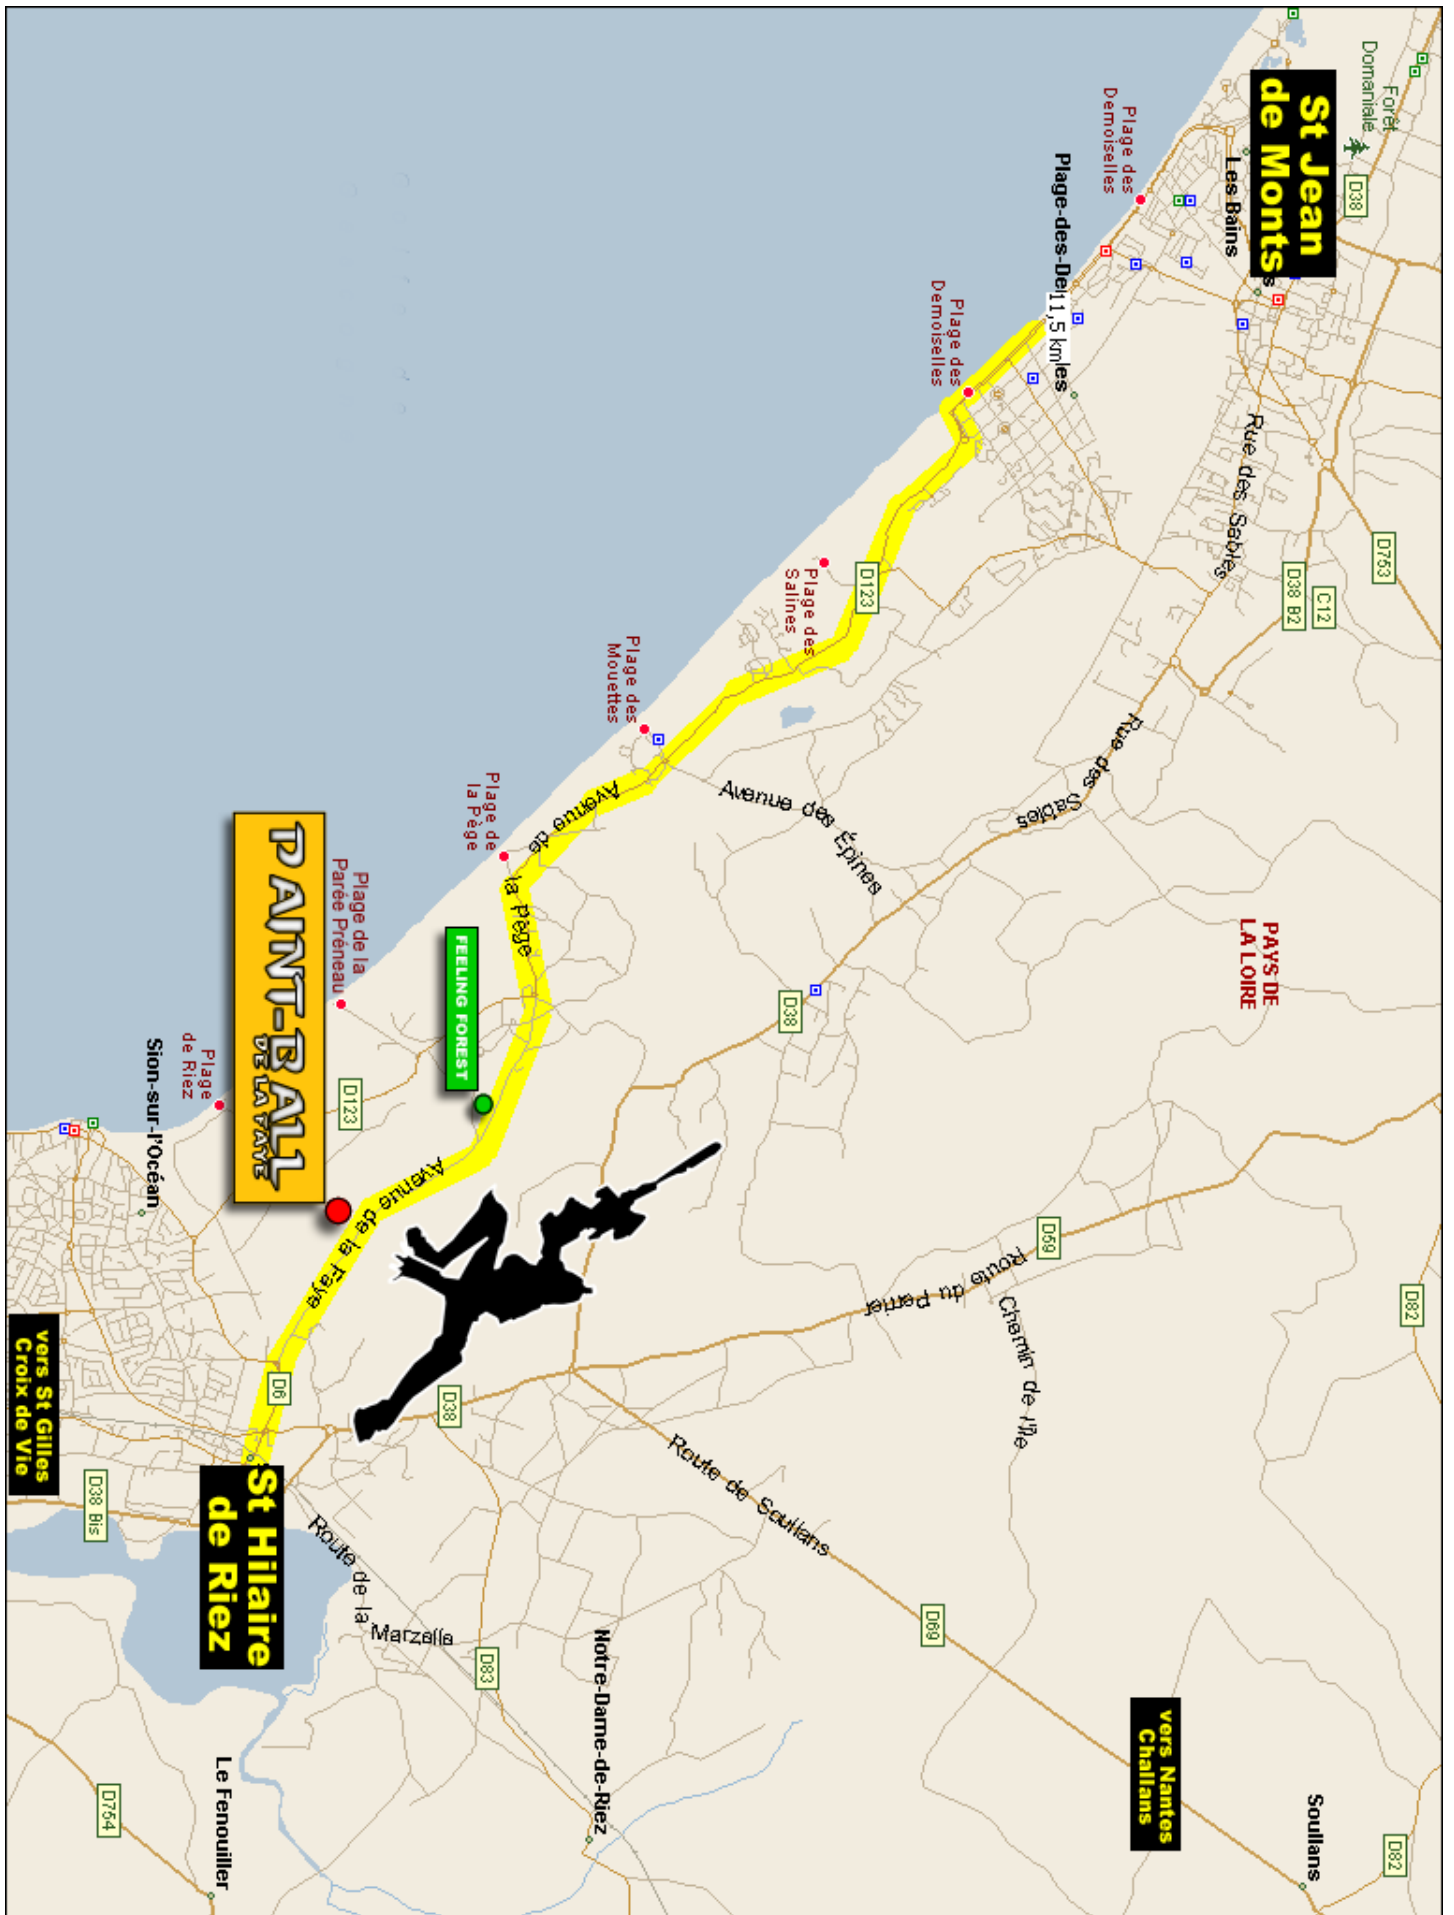 St Jean
de Monts
Forêt
Domaniale
D38
Les Bains
s
Plage des
Demoiselles
Plage-des-De
11,5 km
les
Plage des
Demoiselles
Rue des Sables
D753
C12
D38 B2
D123
Plage des
Salines
Plage des
Mouettes
Rue des Sables
Avenue des Épines
Avenue de la Pège
Plage de
la Pège
PAYS DE
LA LOIRE
D38
FEELING FOREST
Plage de la
Parée Préneau
PAINT-BALL
DE LA FAYE
D123
Plage
de Riez
Sion-sur-l'Océan
Avenue de la Faye
D59
Route du Perrier
Chemin de l'Île
D82
vers St Gilles
Croix de Vie
D6
D38
D38 Bis
St Hilaire
de Riez
Route de Soullans
Route de la Marzelle
D69
D83
Notre-Dame-de-Riez
vers Nantes
Challans
Soullans
D82
Le Fenouiller
D754